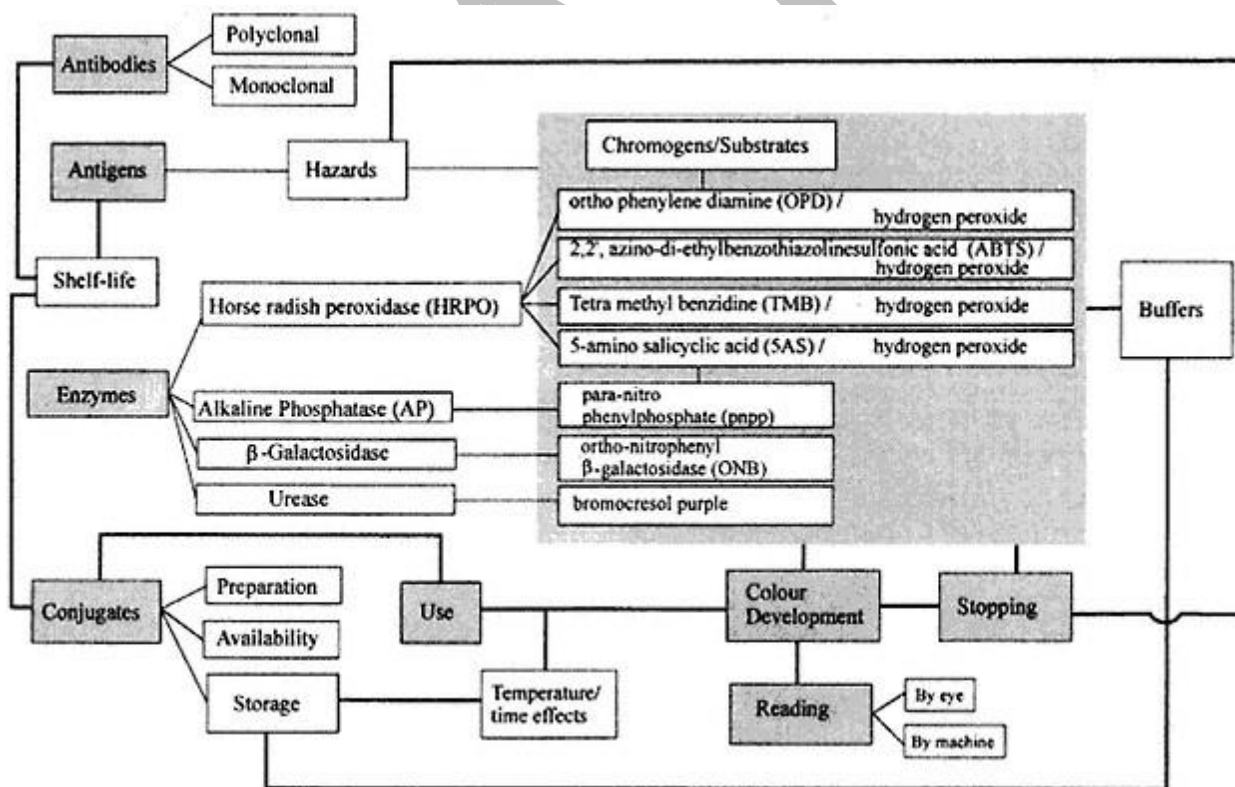 Polyclonal
Antibodies
Monoclonal
Antigens
Hazards
Chromogens/Substrates
ortho phenylene diamine (OPD) /
hydrogen peroxide
2,2', azino-di-ethylbenzothiazolinesulfonic acid (ABTS) /
hydrogen peroxide
Shelf-life
Horse radish peroxidase (HRPO)
Tetra methyl benzidine (TMB) / hydrogen peroxide
5-amino salicyclic acid (5AS) / hydrogen peroxide
Buffers
Enzymes
Alkaline Phosphatase (AP)
para-nitro
phenylphosphate (pnpp)
β-Galactosidase
ortho-nitrophenyl
β-galactosidase (ONB)
Urease
bromocresol purple
Conjugates
Preparation
Availability
Storage
Use
Temperature/
time effects
Colour
Development
Stopping
Reading
By eye
By machine